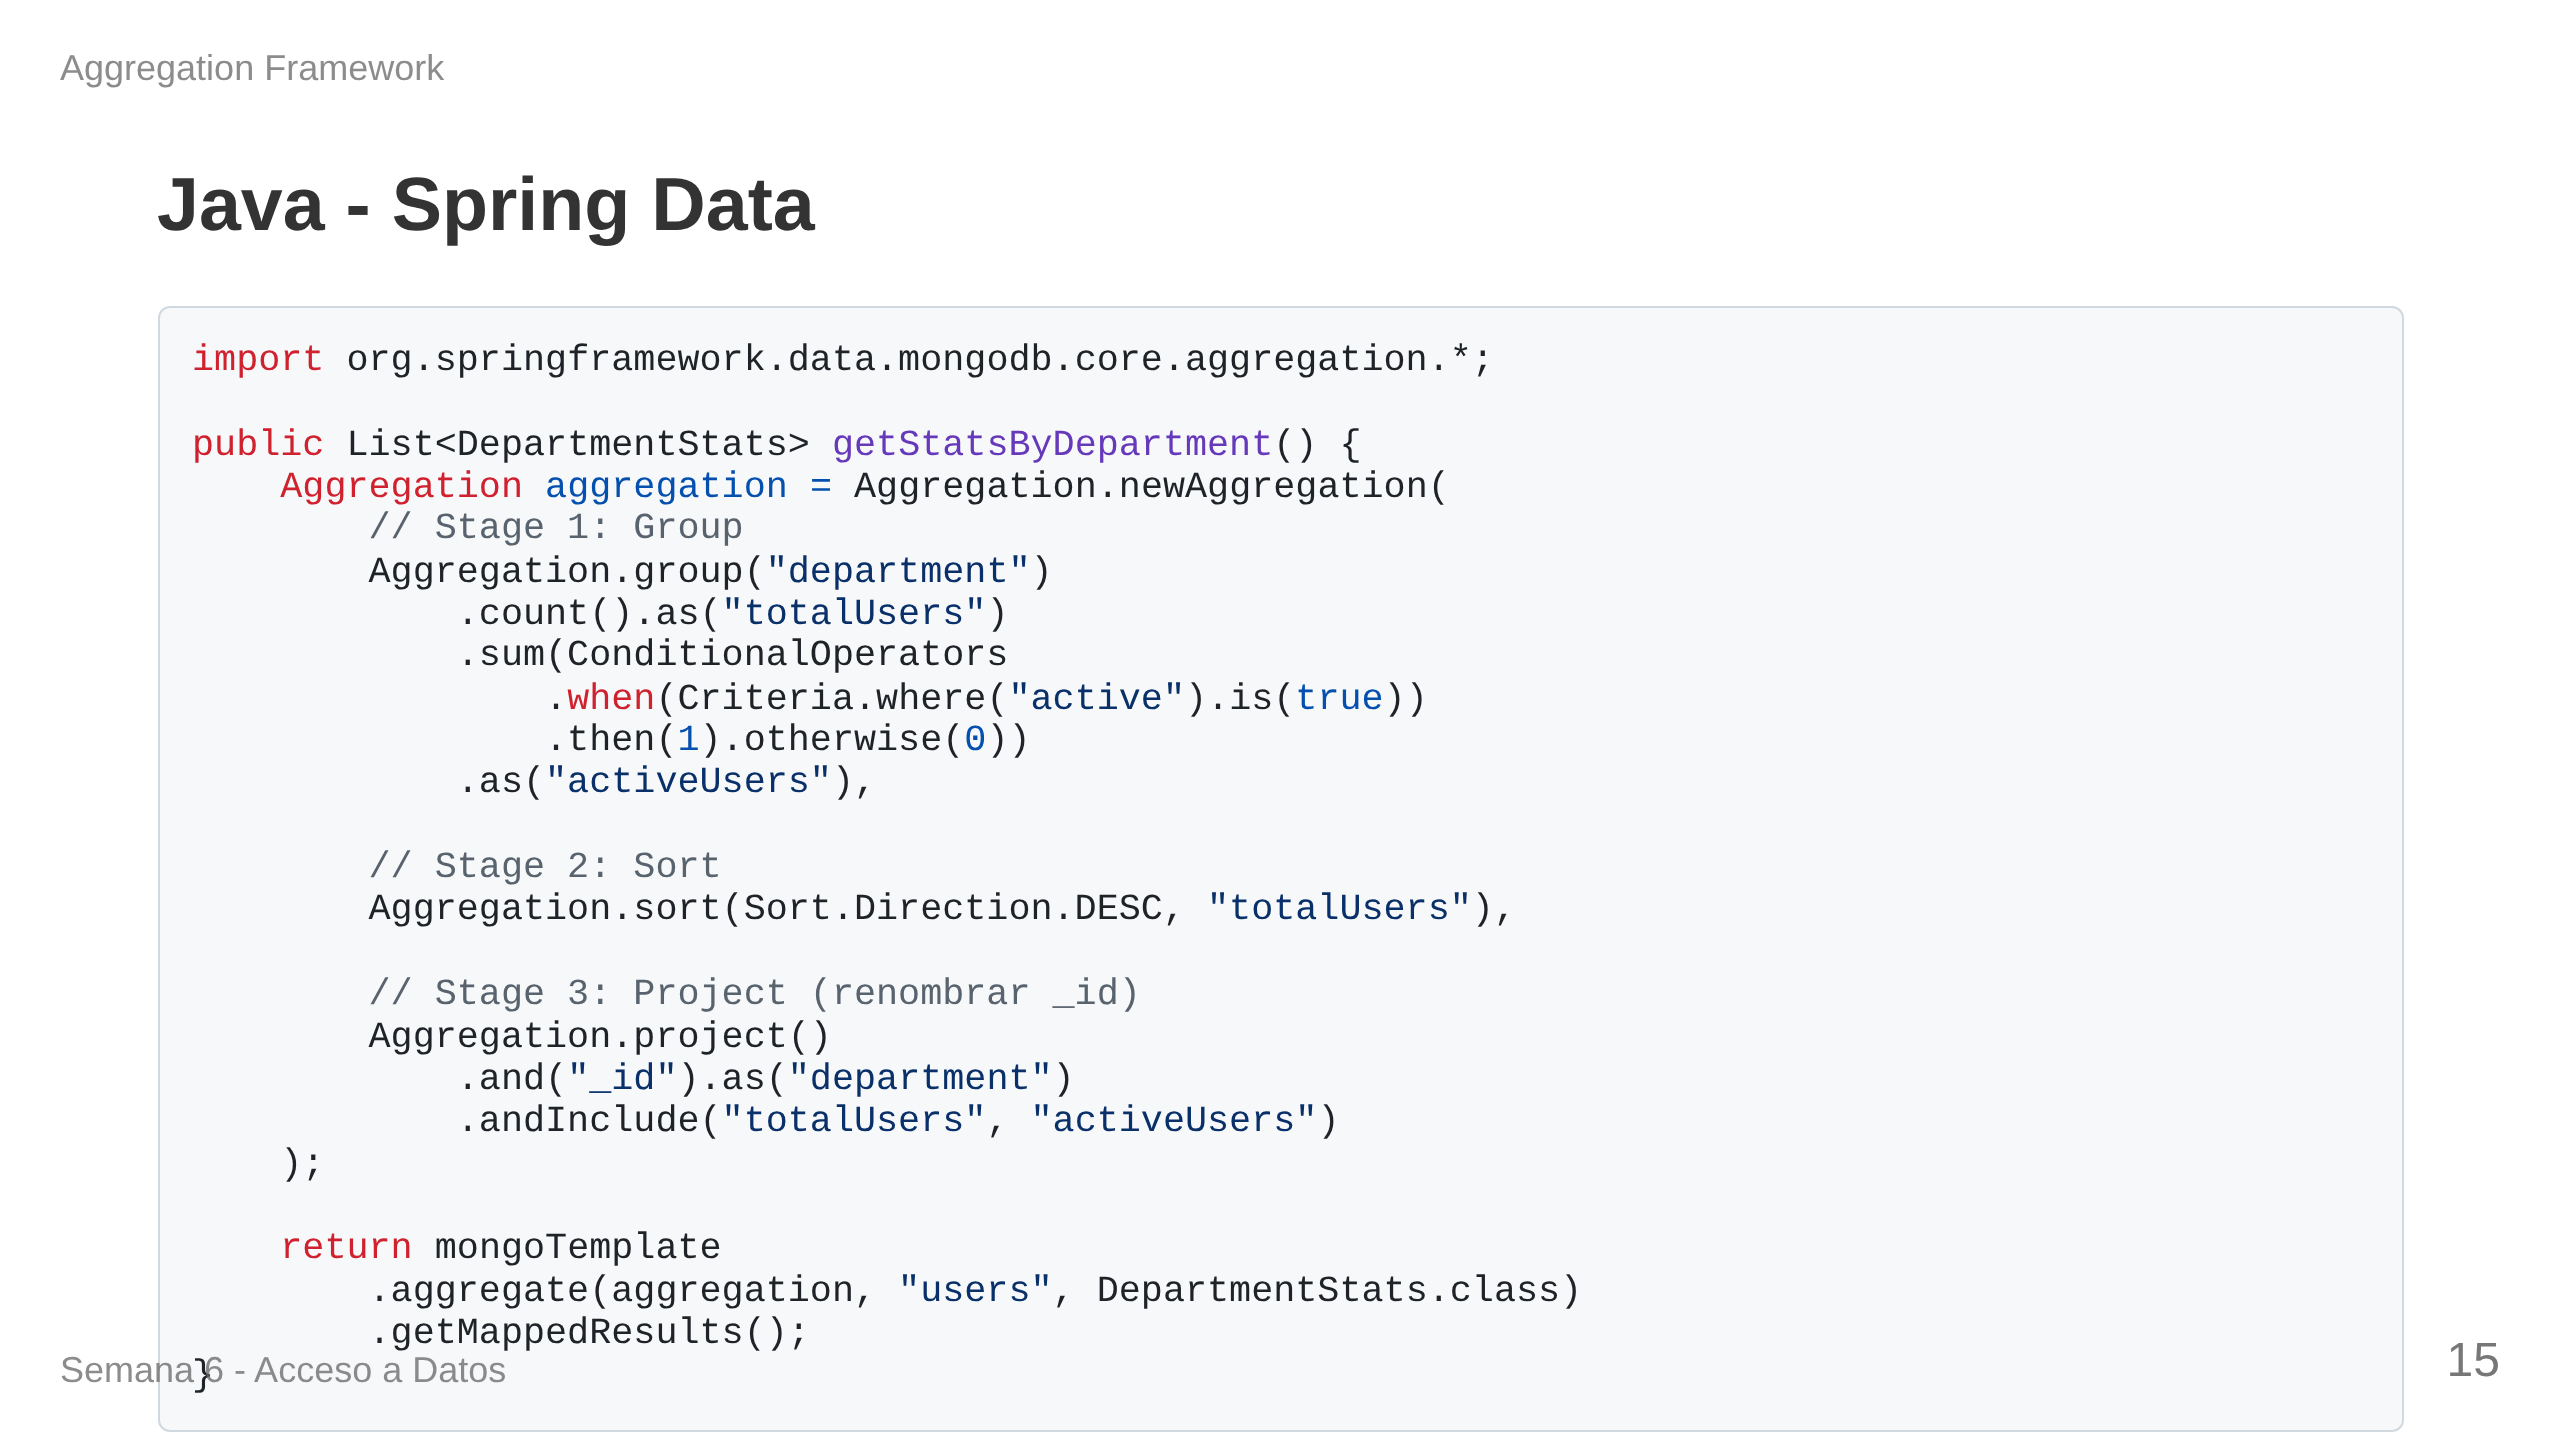 Aggregation Framework
Java - Spring Data
import org.springframework.data.mongodb.core.aggregation.*;
public List<DepartmentStats> getStatsByDepartment() {
    Aggregation aggregation = Aggregation.newAggregation(
        // Stage 1: Group
        Aggregation.group("department")
            .count().as("totalUsers")
            .sum(ConditionalOperators
                .when(Criteria.where("active").is(true))
                .then(1).otherwise(0))
            .as("activeUsers"),
        // Stage 2: Sort
        Aggregation.sort(Sort.Direction.DESC, "totalUsers"),
        // Stage 3: Project (renombrar _id)
        Aggregation.project()
            .and("_id").as("department")
            .andInclude("totalUsers", "activeUsers")
    );
    return mongoTemplate
        .aggregate(aggregation, "users", DepartmentStats.class)
        .getMappedResults();
}
Semana 6 - Acceso a Datos
15